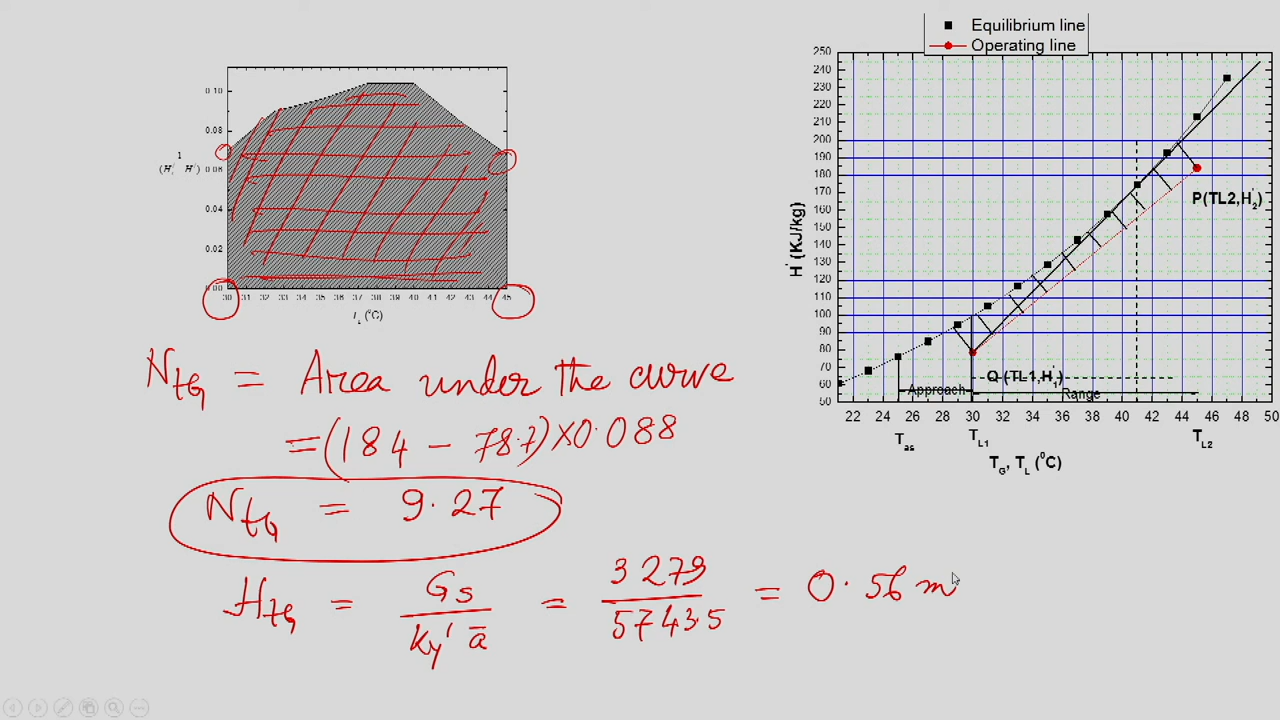 Equilibrium line
Operating line
0.10
0.08
0.06
0.04
0.02
0.00
1
30 31 32 33 34 35 36 37 38 39 40 41 42 43 44 45
(°C)
250
240
230
220
210
200
190
180
170
160
150
140
130
120
110
100
90
80
70
60
50
H' (KJ/kg)
P(TL2,H'2)
Q (TL1,H'1)
Approach
Range
22 24 26 28 30 32 34 36 38 40 42 44 46 48 50
Tas TL1 TL2
TG, TL (°C)
NtG = Area under the curve
= (184 - 78.7) × 0.088
NtG = 9.27
HtG = Gs / ky' ā = 3279 / 5743.5 = 0.56 m